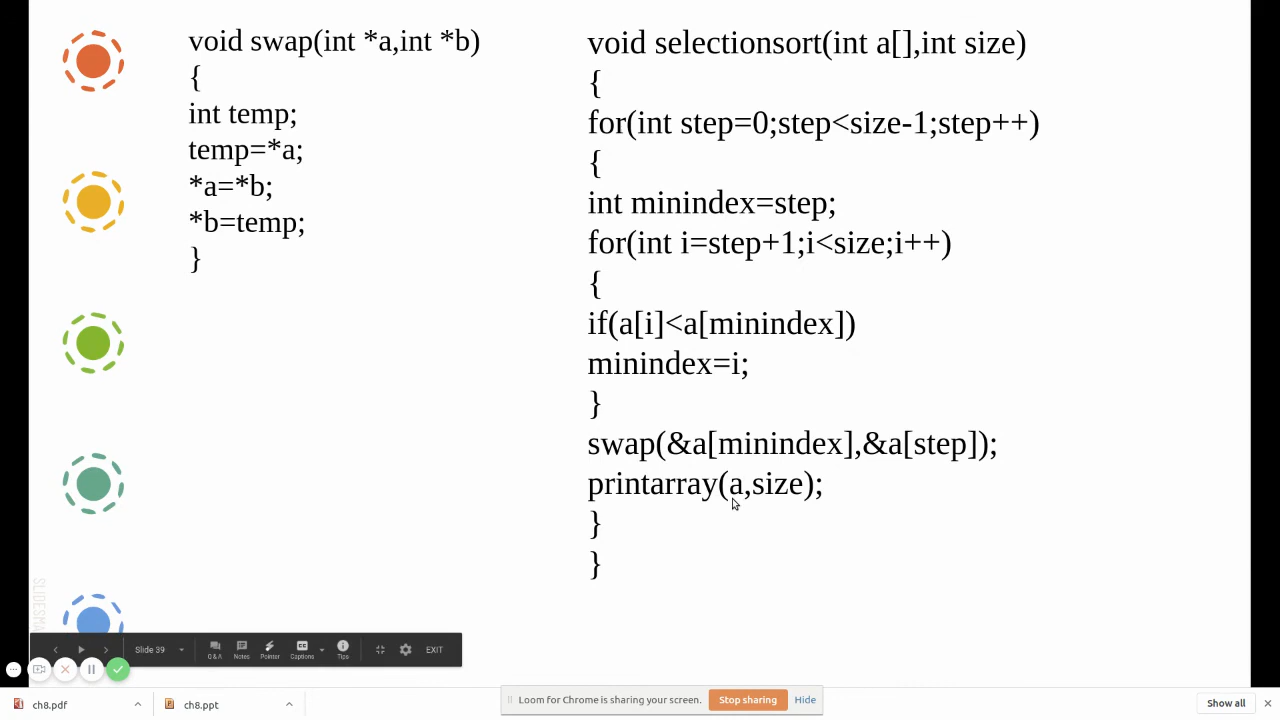 void swap(int *a,int *b)
{
int temp;
temp=*a;
*a=*b;
*b=temp;
}
void selectionsort(int a[],int size)
{
for(int step=0;step<size-1;step++)
{
int minindex=step;
for(int i=step+1;i<size;i++)
{
if(a[i]<a[minindex])
minindex=i;
}
swap(&a[minindex],&a[step]);
printarray(a,size);
}
}
SLIDESMA
Slide 39
Q & A
Notes
Pointer
CC
Captions
Tips
EXIT
ch8.pdf
ch8.ppt
Loom for Chrome is sharing your screen.
Stop sharing
Hide
Show all